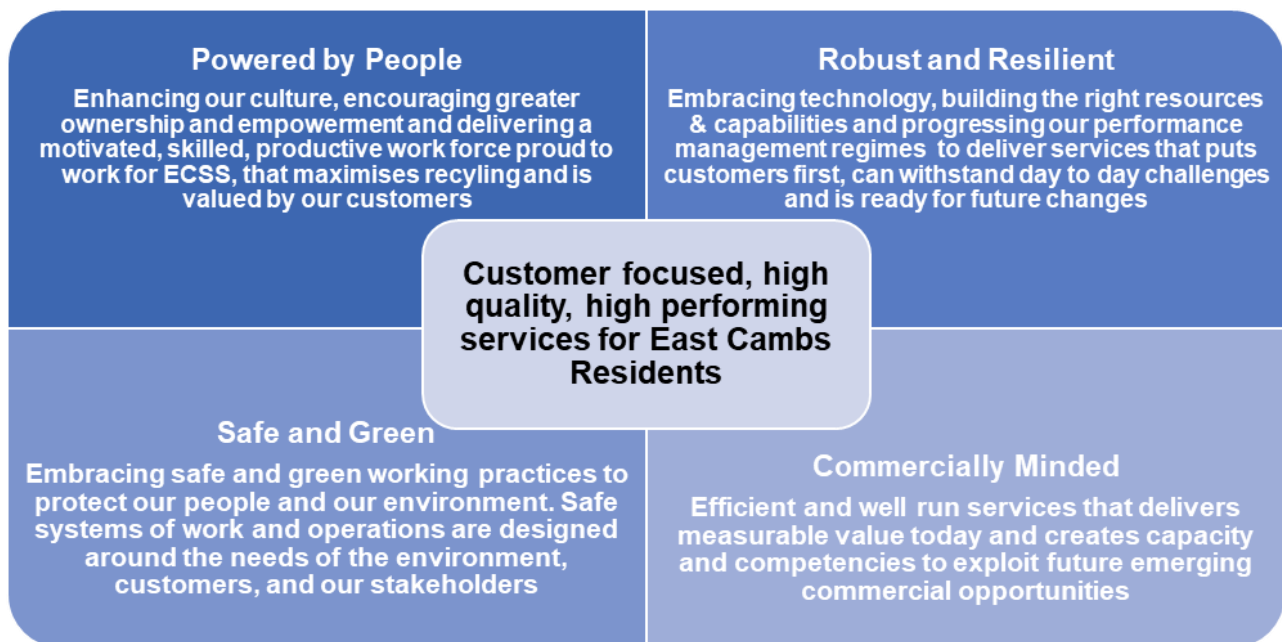 Powered by People
Enhancing our culture, encouraging greater
ownership and empowerment and delivering a
motivated, skilled, productive work force proud to
work for ECSS, that maximises recyling and is
valued by our customers
Robust and Resilient
Embracing technology, building the right resources
& capabilities and progressing our performance
management regimes to deliver services that puts
customers first, can withstand day to day challenges
and is ready for future changes
Customer focused, high
quality, high performing
services for East Cambs
Residents
Safe and Green
Embracing safe and green working practices to
protect our people and our environment. Safe
systems of work and operations are designed
around the needs of the environment,
customers, and our stakeholders
Commercially Minded
Efficient and well run services that delivers
measurable value today and creates capacity
and competencies to exploit future emerging
commercial opportunities